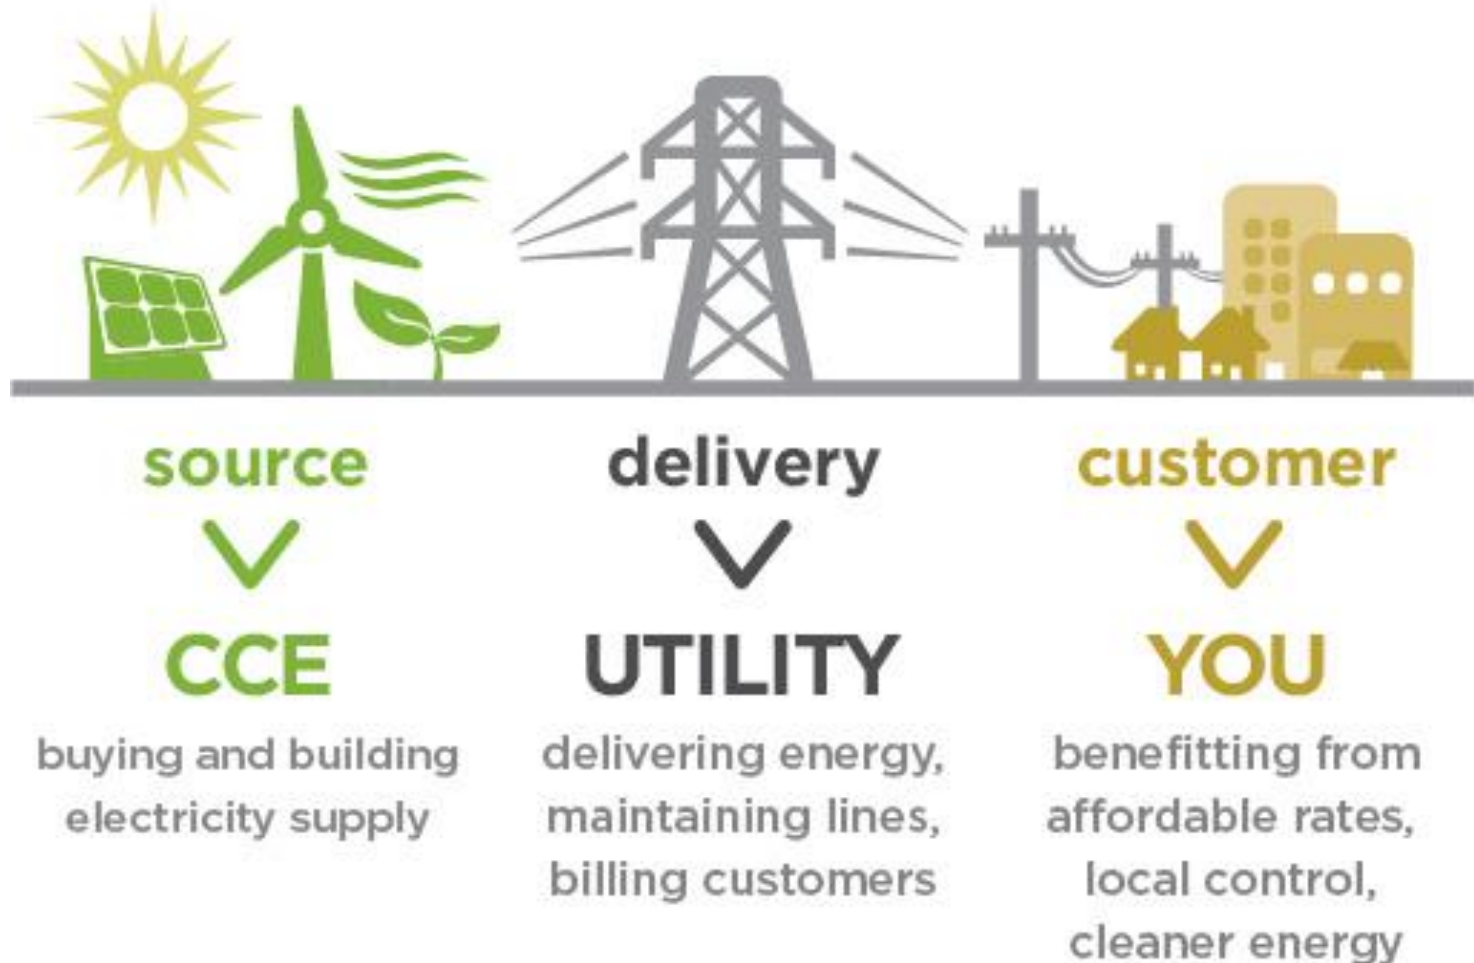 source
CCE
buying and building
electricity supply
delivery
UTILITY
delivering energy,
maintaining lines,
billing customers
customer
YOU
benefitting from
affordable rates,
local control,
cleaner energy